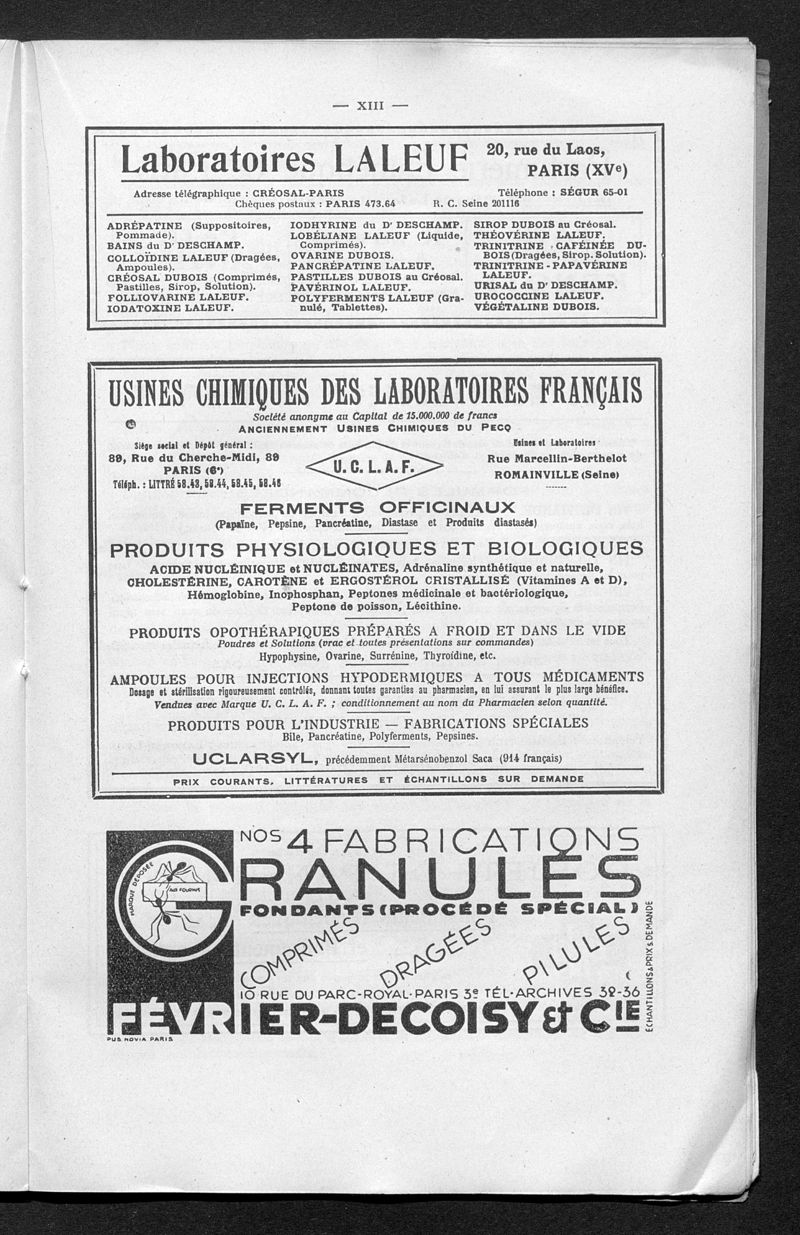 — XIII —
Laboratoires LALEUF
20, rue du Laos,
PARIS (XVe)
Adresse télégraphique : CRÉOSAL-PARIS
Téléphone : SÉGUR 65-01
Chèques postaux : PARIS 473.64
R. C. Seine 201116
ADRÉPATINE (Suppositoires,
Pommade).
BAINS du Dr DESCHAMP.
COLLOÏDINE LALEUF (Dragées,
Ampoules).
CRÉOSAL DUBOIS (Comprimés,
Pastilles, Sirop, Solution).
FOLLIOVARINE LALEUF.
IODATOXINE LALEUF.
IODHYRINE du Dr DESCHAMP.
LOBÉLIANE LALEUF (Liquide,
Comprimés).
OVARINE DUBOIS.
PANCRÉPATINE LALEUF.
PASTILLES DUBOIS au Créosal.
PAVÉRINOL LALEUF.
POLYFERMENTS LALEUF (Gra-
nulé, Tablettes).
SIROP DUBOIS au Créosal.
THÉOVÉRINE LALEUF.
TRINITRINE CAFÉINÉE DU-
BOIS (Dragées, Sirop. Solution).
TRINITRINE-PAPAVÉRINE
LALEUF.
URISAL du Dr DESCHAMP.
UROCOCCINE LALEUF.
VÉGÉTALINE DUBOIS.
USINES CHIMIQUES DES LABORATOIRES FRANÇAIS
Société anonyme au Capital de 15.000.000 de francs
ANCIENNEMENT USINES CHIMIQUES DU PECQ
Siège social et Dépôt général :
89, Rue du Cherche-Midi, 89
PARIS (6e)
Téléph. : LITTRÉ 58.43, 58.44, 58.45, 58.46
U. C. L. A. F.
Usines et Laboratoires
Rue Marcellin-Berthelot
ROMAINVILLE (Seine)
FERMENTS OFFICINAUX
(Papaïne, Pepsine, Pancréatine, Diastase et Produits diastasés)
PRODUITS PHYSIOLOGIQUES ET BIOLOGIQUES
ACIDE NUCLÉINIQUE et NUCLÉINATES, Adrénaline synthétique et naturelle,
CHOLESTÉRINE, CAROTÈNE et ERGOSTÉROL CRISTALLISÉ (Vitamines A et D),
Hémoglobine, Inophosphan, Peptones médicinale et bactériologique,
Peptone de poisson, Lécithine.
PRODUITS OPOTHÉRAPIQUES PRÉPARÉS A FROID ET DANS LE VIDE
Poudres et Solutions (vrac et toutes présentations sur commandes)
Hypophysine, Ovarine, Surrénine, Thyroïdine, etc.
AMPOULES POUR INJECTIONS HYPODERMIQUES A TOUS MÉDICAMENTS
Dosage et stérilisation rigoureusement contrôlés, donnant toutes garanties au pharmacien, en lui assurant le plus large bénéfice.
Vendues avec Marque U. C. L. A. F. ; conditionnement au nom du Pharmacien selon quantité.
PRODUITS POUR L'INDUSTRIE — FABRICATIONS SPÉCIALES
Bile, Pancréatine, Polyferments, Pepsines.
UCLARSYL, précédemment Métarsénobenzol Saca (914 français)
PRIX COURANTS, LITTÉRATURES ET ÉCHANTILLONS SUR DEMANDE
NOS 4 FABRICATIONS
GRANULES
MARQUE DÉPOSÉE
AUX FOURMIS
FONDANTS (PROCÉDÉ SPÉCIAL)
COMPRIMÉS
DRAGÉES
PILULES
10 RUE DU PARC-ROYAL·PARIS 3e TÉL·ARCHIVES 32-36
FÉVRIER-DECOISY & CIE
ÉCHANTILLONS & PRIX S. DEMANDE
PUB. NOVIA PARIS